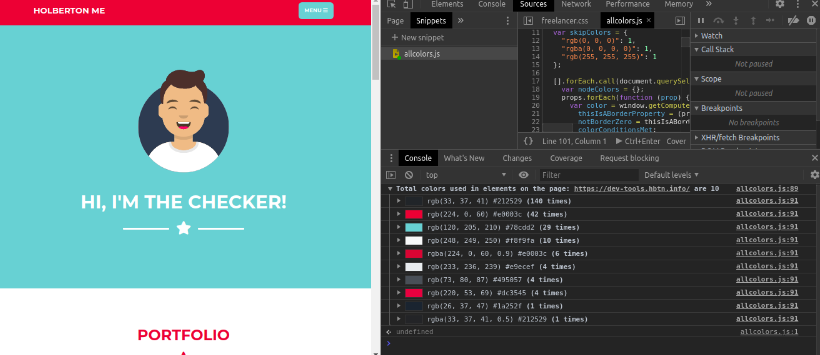 HOLBERTON ME
MENU
HI, I'M THE CHECKER!
PORTFOLIO
Elements Console Sources Network Performance Memory »
Page Snippets »
freelancer.css allcolors.js ×
+ New snippet
allcolors.js
11 var skipColors = {
12 "rgb(0, 0, 0)": 1,
13 "rgba(0, 0, 0, 0)": 1,
14 "rgb(255, 255, 255)": 1
15 };
16
17 [].forEach.call(document.querySel
18 var nodeColors = {};
19 props.forEach(function (prop) {
20 var color = window.getCompute
21 thisIsABorderProperty = (pr
22 notBorderZero = thisIsABord
23 colorConditionsMet;
{} Line 101, Column 1 Ctrl+Enter Cover
Watch
Call Stack
Not paused
Scope
Not paused
Breakpoints
No breakpoints
XHR/fetch Breakpoints
Console What's New Changes Coverage Request blocking
top Filter Default levels
Total colors used in elements on the page: https://dev-tools.hbtn.info/ are 10 allcolors.js:89
rgb(33, 37, 41) #212529 (140 times) allcolors.js:91
rgb(224, 0, 60) #e0003c (42 times) allcolors.js:91
rgb(120, 205, 210) #78cdd2 (29 times) allcolors.js:91
rgb(248, 249, 250) #f8f9fa (10 times) allcolors.js:91
rgba(224, 0, 60, 0.9) #e0003c (6 times) allcolors.js:91
rgb(233, 236, 239) #e9ecef (4 times) allcolors.js:91
rgb(73, 80, 87) #495057 (4 times) allcolors.js:91
rgb(220, 53, 69) #dc3545 (4 times) allcolors.js:91
rgb(26, 37, 47) #1a252f (1 times) allcolors.js:91
rgba(33, 37, 41, 0.5) #212529 (1 times) allcolors.js:91
undefined allcolors.js:1